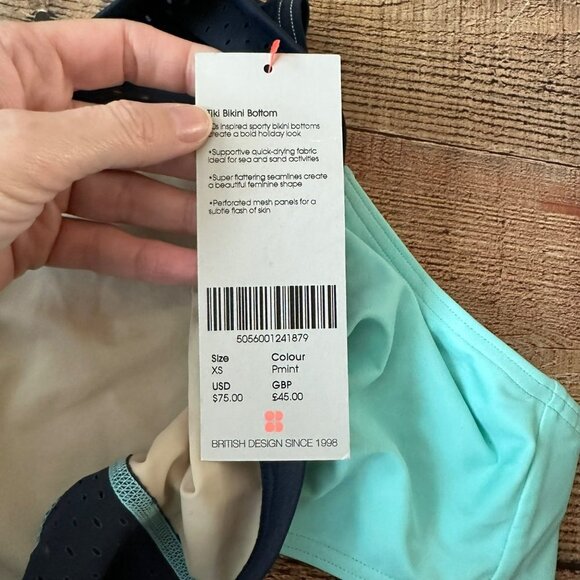 Tiki Bikini Bottom
inspired sporty bikini bottoms
create a bold holiday look
•Supportive quick-drying fabric
ideal for sea and sand activities
•Super flattering seamlines create
a beautiful feminine shape
•Perforated mesh panels for a
subtle flash of skin
5056001241879
Size Colour
XS Pmint
USD GBP
$75.00 £45.00
BRITISH DESIGN SINCE 1998